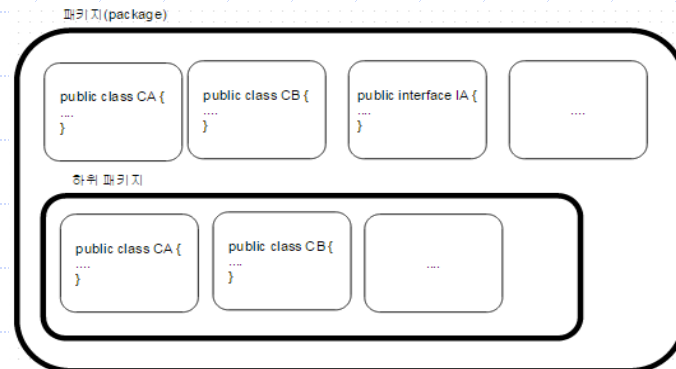 패키지(package)
public class CA {
....
}
public class CB {
....
}
public interface IA {
....
}
....
하위 패키지
public class CA {
....
}
public class CB {
....
}
....